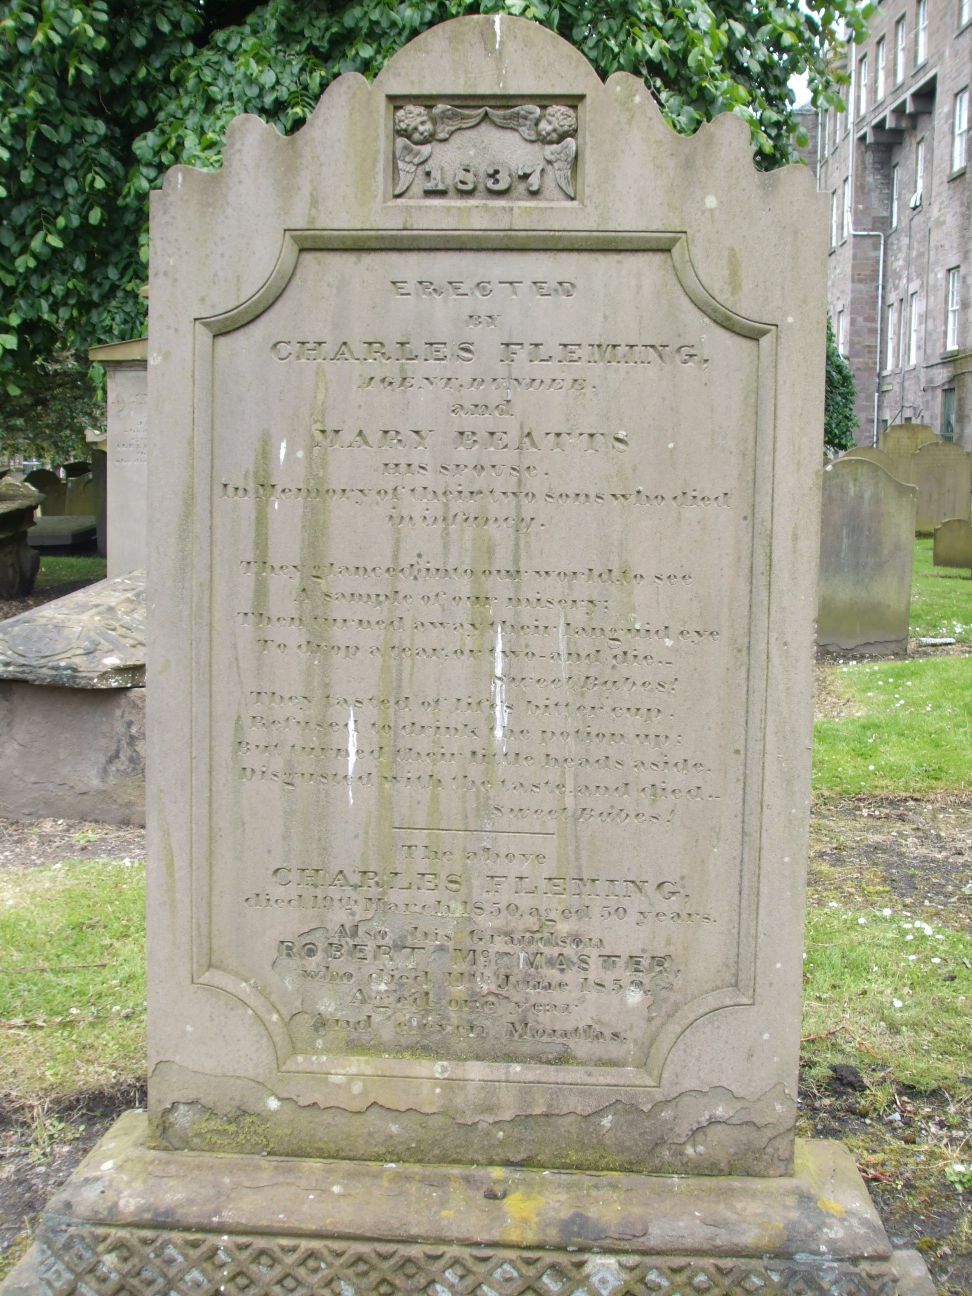 1837
ERECTED
BY
CHARLES FLEMING,
AGENT, DUNDEE.
and
MARY BEATTS
HIS SPOUSE.
In Memory of their two sons who died
in infancy.
They glanced into our world, to see
A sample of our misery;
Then turned away their languid eye
To drop a tear, or two-and die..
Sweet Babes!
They tasted of life's bitter cup,
Refused to drink the potion up;
But turned their little heads aside,
Disgusted with the taste, and died..
Sweet Babes!
The above
CHARLES FLEMING,
died 19th March 1850, aged 50 years.
Also his Grandson
ROBERT Mc MASTER,
who died June
Aged one year
And eleven Months.